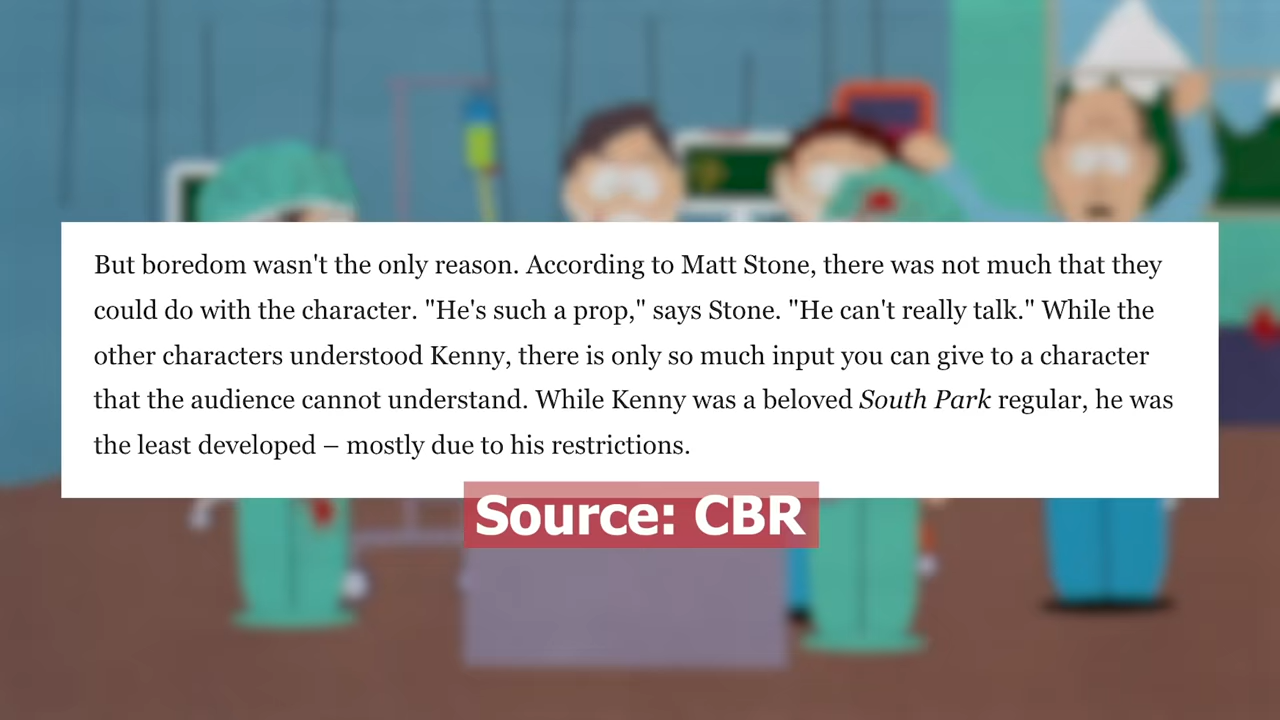 But boredom wasn't the only reason. According to Matt Stone, there was not much that they
could do with the character. "He's such a prop," says Stone. "He can't really talk." While the
other characters understood Kenny, there is only so much input you can give to a character
that the audience cannot understand. While Kenny was a beloved South Park regular, he was
the least developed – mostly due to his restrictions.
Source: CBR